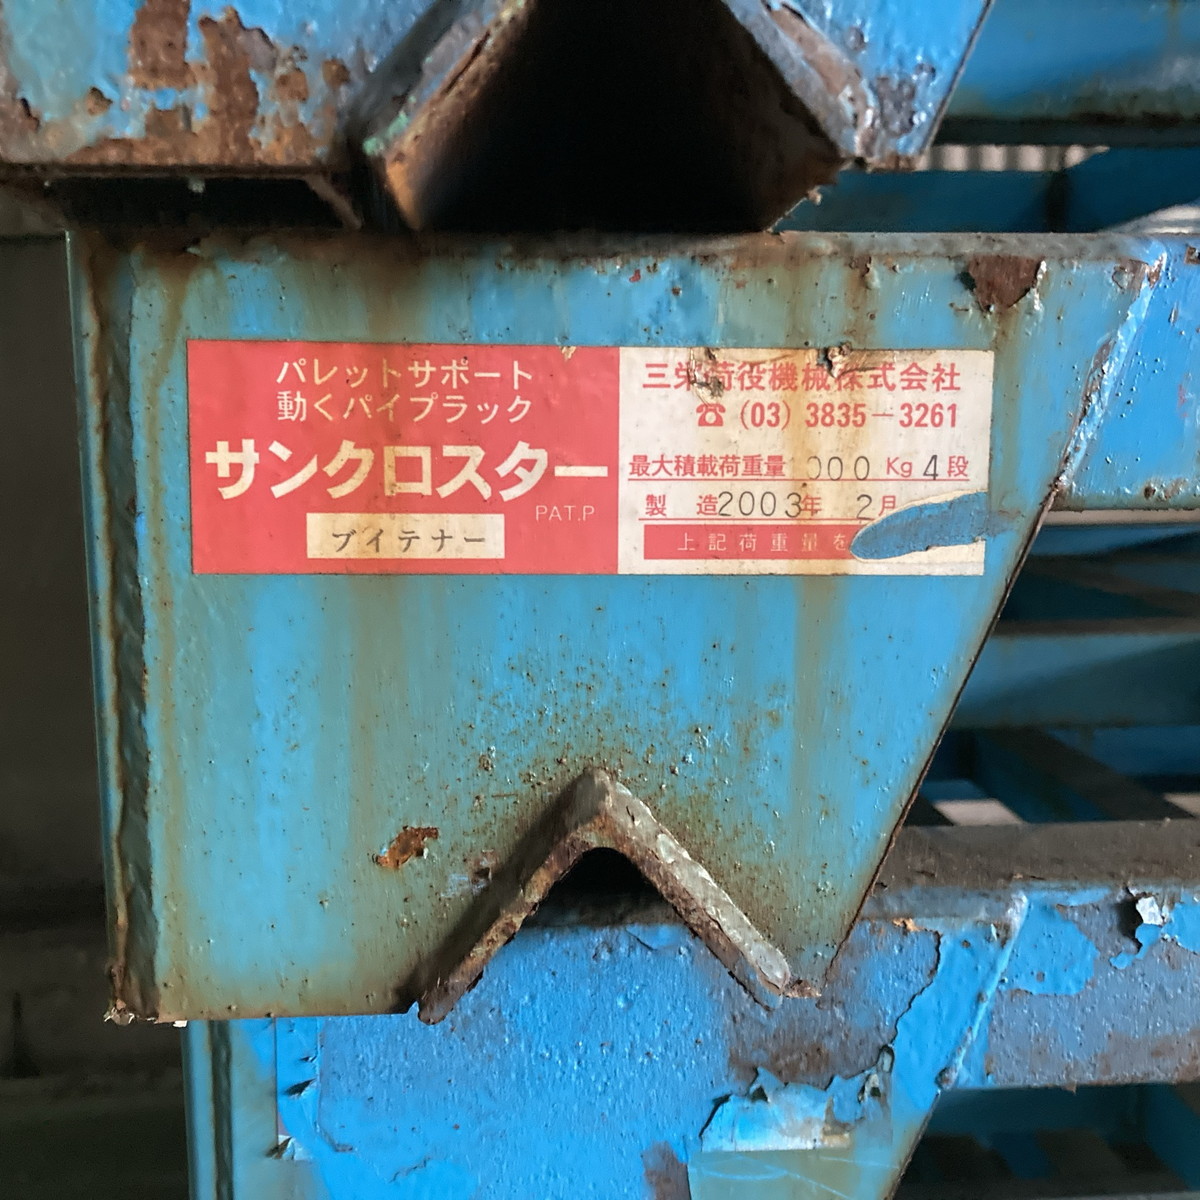 パレットサポート
動くパイプラック
サンクロスター
PAT.P
ブイテナー
三栄荷役機械株式会社
☎ (03) 3835-3261
最大積載荷重量 000 Kg 4段
製 造 2003年 2月
上記荷重量を